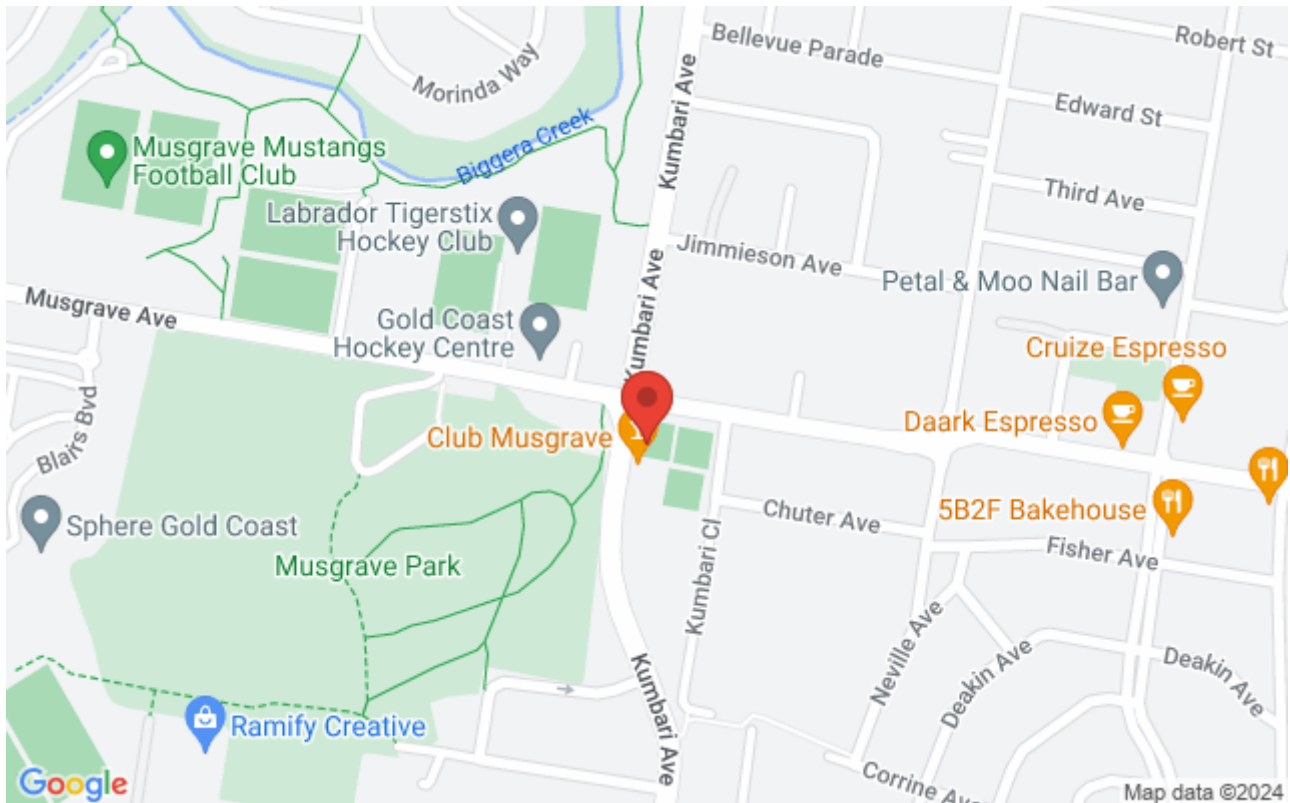 Bellevue Parade
Robert St
Morinda Way
Kumbari Ave
Edward St
Musgrave Mustangs
Football Club
Biggera Creek
Third Ave
Labrador Tigerstix
Hockey Club
Jimmieson Ave
Petal & Moo Nail Bar
Musgrave Ave
Kumbari Ave
Gold Coast
Hockey Centre
Cruize Espresso
Blairs Bvd
Club Musgrave
Daark Espresso
Sphere Gold Coast
Chuter Ave
5B2F Bakehouse
Musgrave Park
Kumbari Cl
Fisher Ave
Neville Ave
Deakin Ave
Deakin Ave
Kumbari Ave
Ramify Creative
Corrine Ave
Google
Map data ©2024